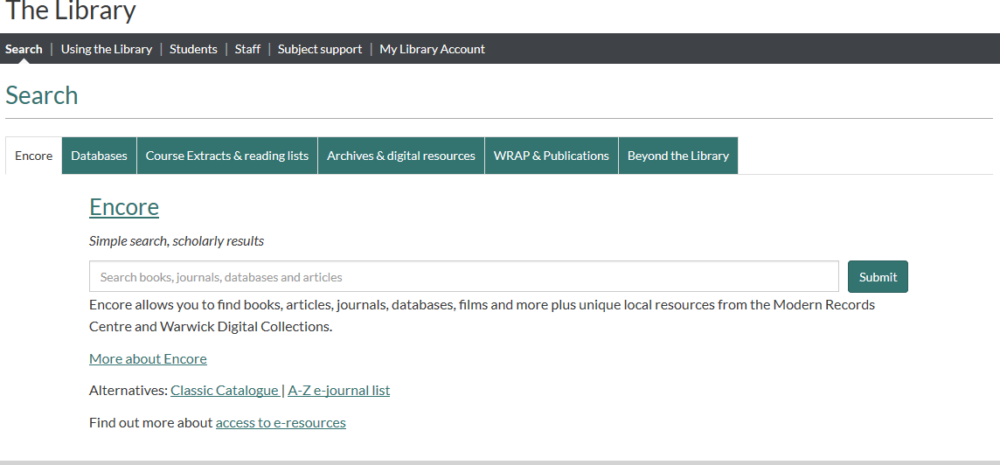 The Library
Search | Using the Library | Students | Staff | Subject support | My Library Account
Search
Encore Databases Course Extracts & reading lists Archives & digital resources WRAP & Publications Beyond the Library
Encore
Simple search, scholarly results
Search books, journals, databases and articles Submit
Encore allows you to find books, articles, journals, databases, films and more plus unique local resources from the Modern Records
Centre and Warwick Digital Collections.
More about Encore
Alternatives: Classic Catalogue | A-Z e-journal list
Find out more about access to e-resources